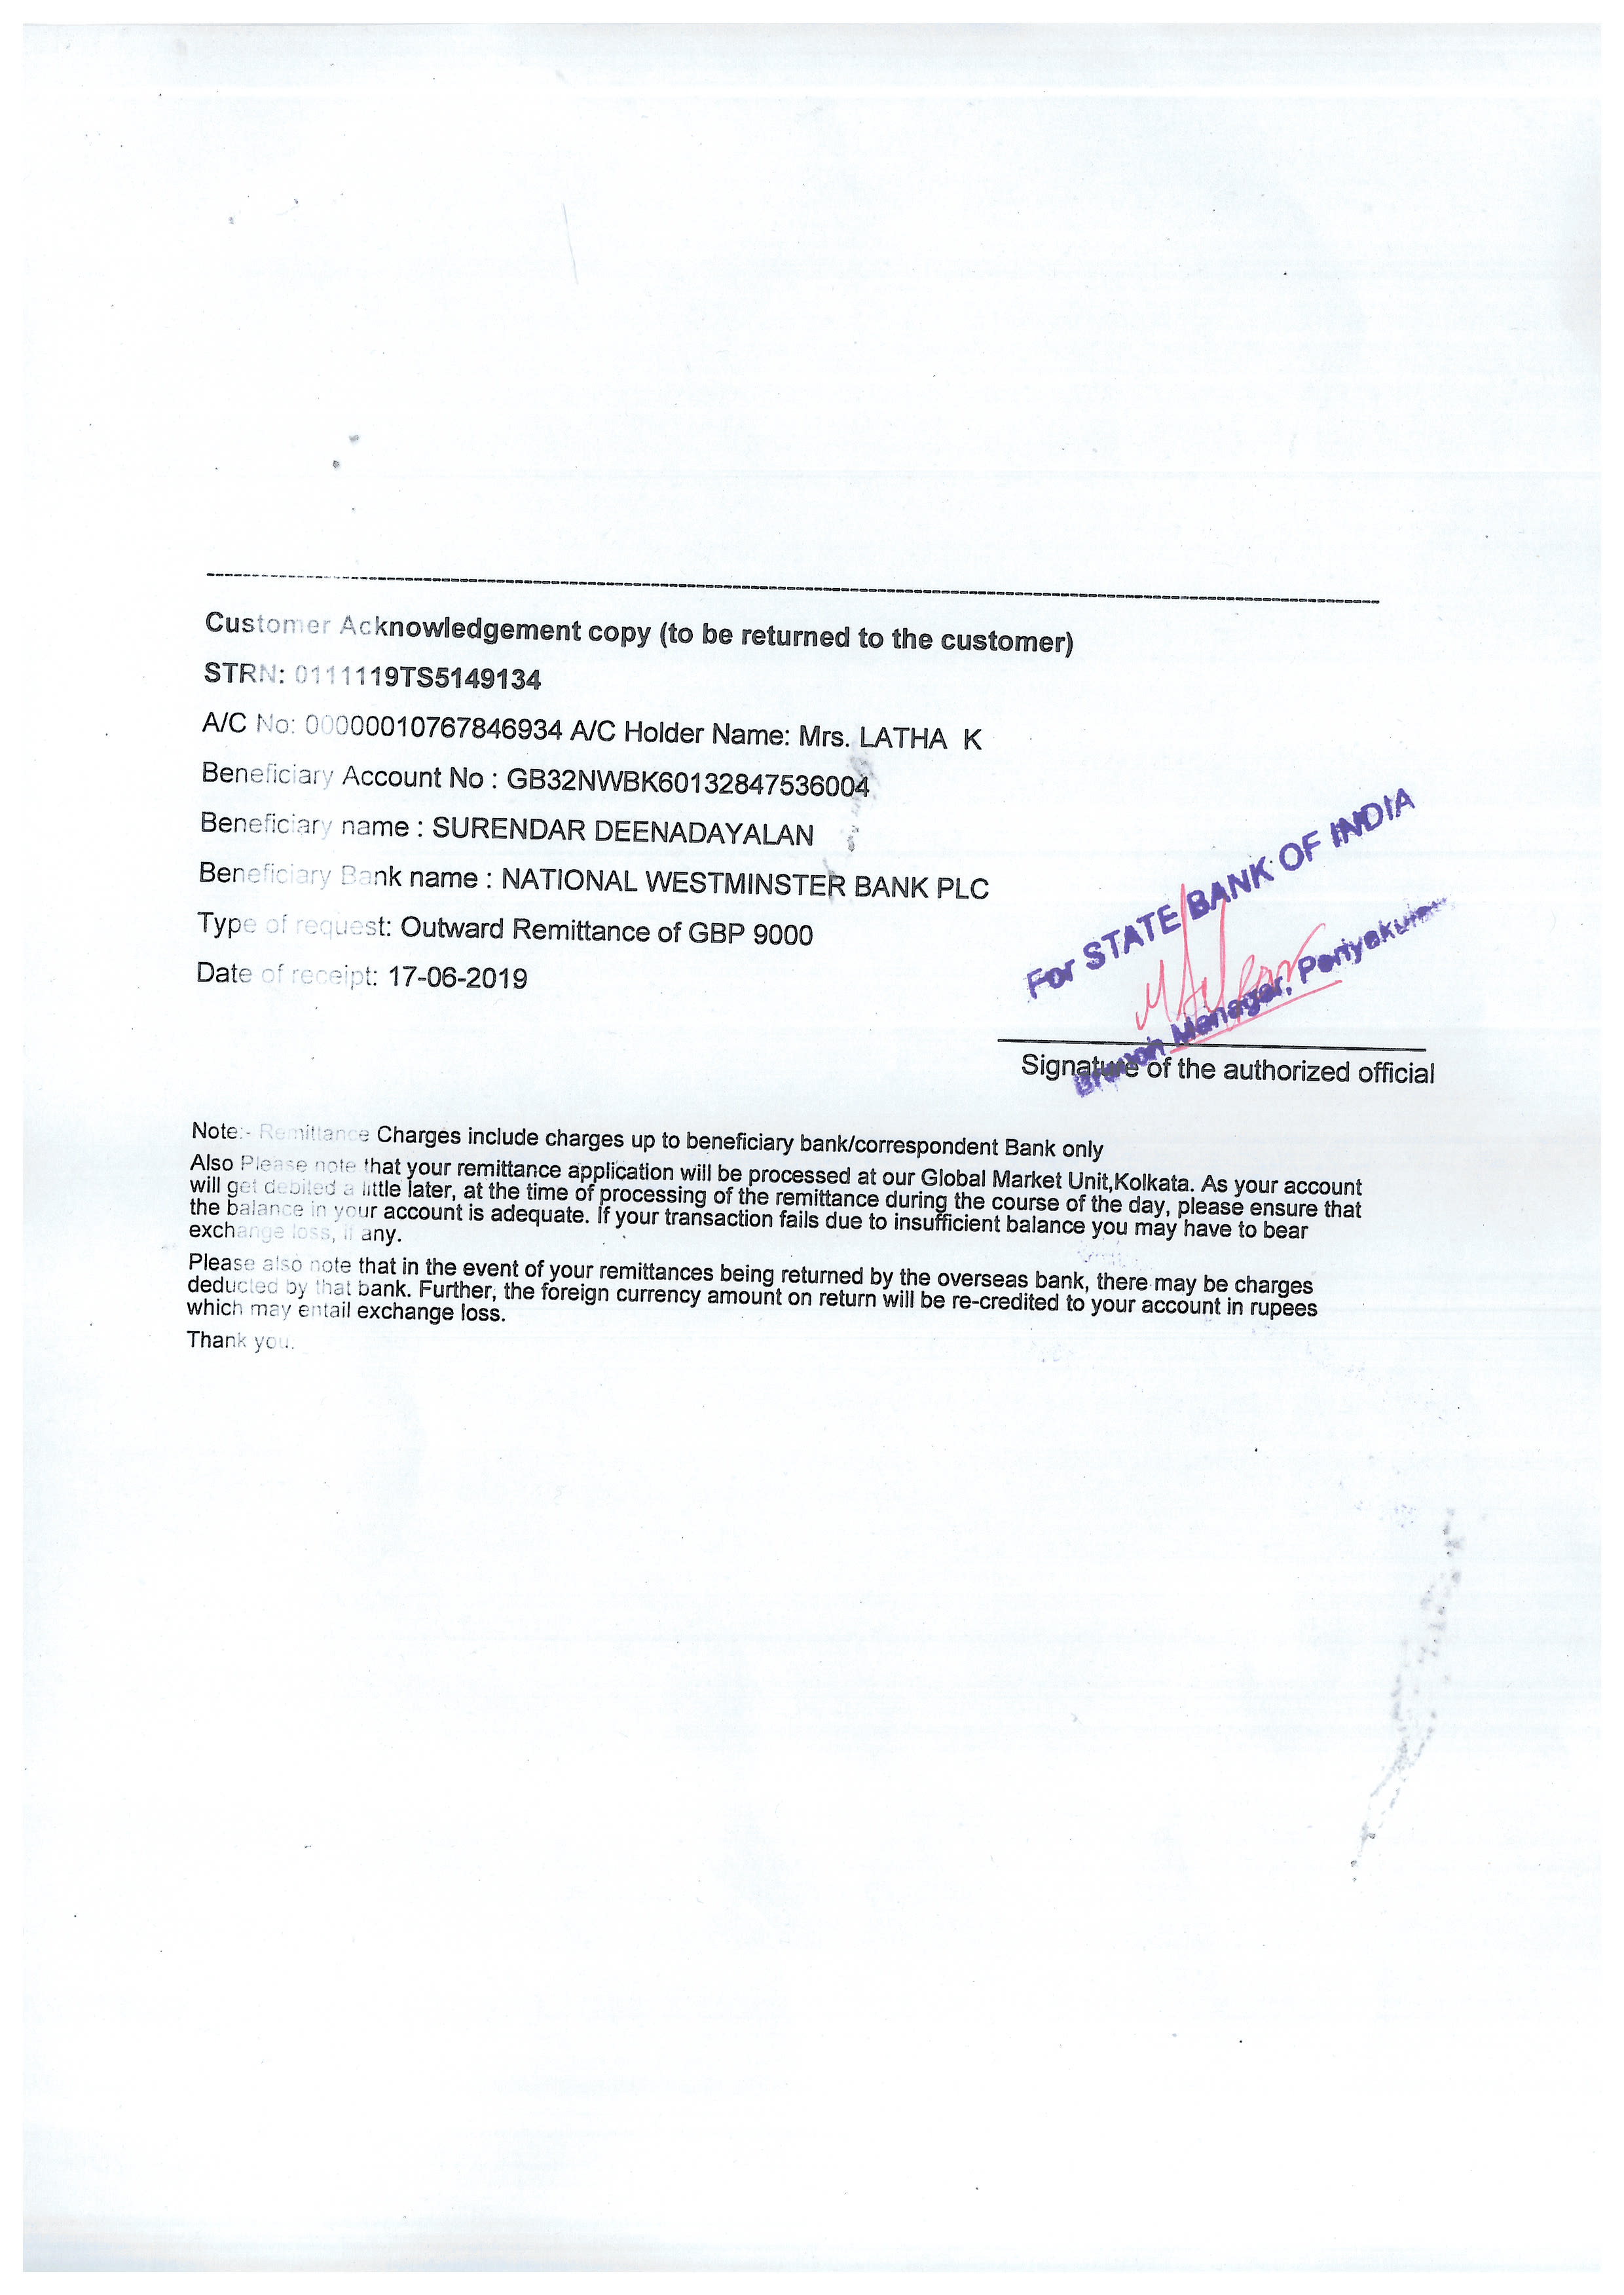 Customer Acknowledgement copy (to be returned to the customer)
STRN: 0111119TS5149134
A/C No: 00000010767846934 A/C Holder Name: Mrs. LATHA K
Beneficiary Account No : GB32NWBK60132847536004
Beneficiary name : SURENDAR DEENADAYALAN
Beneficiary Bank name : NATIONAL WESTMINSTER BANK PLC
Type of request: Outward Remittance of GBP 9000
Date of receipt: 17-06-2019
For STATE BANK OF INDIA
Branch Manager, Periyakulam
Signature of the authorized official
Note:- Remittance Charges include charges up to beneficiary bank/correspondent Bank only
Also Please note that your remittance application will be processed at our Global Market Unit,Kolkata. As your account
will get debited a little later, at the time of processing of the remittance during the course of the day, please ensure that
the balance in your account is adequate. If your transaction fails due to insufficient balance you may have to bear
exchange loss, if any.
Please also note that in the event of your remittances being returned by the overseas bank, there may be charges
deducted by that bank. Further, the foreign currency amount on return will be re-credited to your account in rupees
which may entail exchange loss.
Thank you.